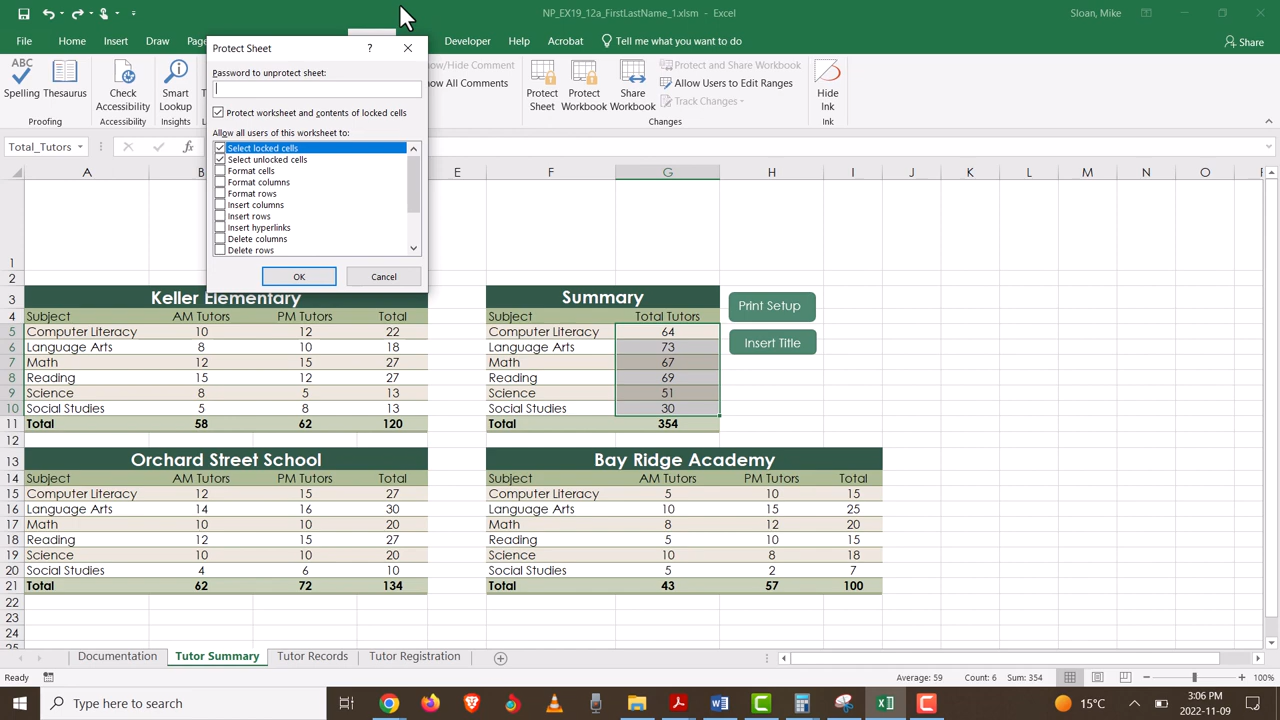 NP_EX19_12a_FirstLastName_1.xlsm - Excel
Sloan, Mike
File Home Insert Draw Developer Help Acrobat Tell me what you want to do Share
Protect Sheet ? ×
Password to unprotect sheet:
Protect worksheet and contents of locked cells
Allow all users of this worksheet to:
Select locked cells
Select unlocked cells
Format cells
Format columns
Format rows
Insert columns
Insert rows
Insert hyperlinks
Delete columns
Delete rows
OK Cancel
ABC
Spelling Thesaurus
Proofing
Check Accessibility
Accessibility
Smart Lookup
Insights
Protect Sheet
Protect Workbook
Share Workbook
Protect and Share Workbook
Allow Users to Edit Ranges
Track Changes
Changes
Hide Ink
Ink
Total_Tutors fx
A B E F G H I J K L M N O
1
2
3 Keller Elementary Summary Print Setup
4 Subject AM Tutors PM Tutors Total Subject Total Tutors
5 Computer Literacy 10 12 22 Computer Literacy 64
6 Language Arts 8 10 18 Language Arts 73 Insert Title
7 Math 12 15 27 Math 67
8 Reading 15 12 27 Reading 69
9 Science 8 5 13 Science 51
10 Social Studies 5 8 13 Social Studies 30
11 Total 58 62 120 Total 354
12
13 Orchard Street School Bay Ridge Academy
14 Subject AM Tutors PM Tutors Total Subject AM Tutors PM Tutors Total
15 Computer Literacy 12 15 27 Computer Literacy 5 10 15
16 Language Arts 14 16 30 Language Arts 10 15 25
17 Math 10 10 20 Math 8 12 20
18 Reading 12 15 27 Reading 5 10 15
19 Science 10 10 20 Science 10 8 18
20 Social Studies 4 6 10 Social Studies 5 2 7
21 Total 62 72 134 Total 43 57 100
22
23
24
Documentation Tutor Summary Tutor Records Tutor Registration
Ready Average: 59 Count: 6 Sum: 354 100%
Type here to search 15°C 3:06 PM
2022-11-09